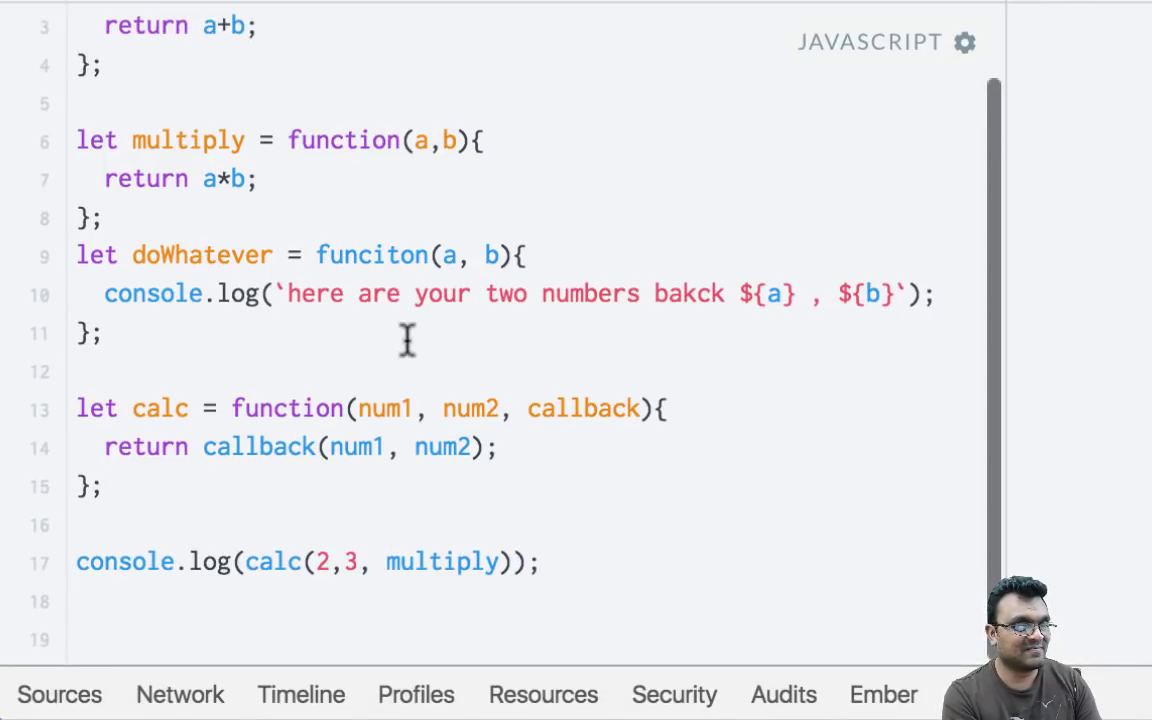 3 return a+b;
JAVASCRIPT
4 };
5
6 let multiply = function(a,b){
7 return a*b;
8 };
9 let doWhatever = funciton(a, b){
10 console.log(`here are your two numbers bakck ${a} , ${b}`);
11 };
12
13 let calc = function(num1, num2, callback){
14 return callback(num1, num2);
15 };
16
17 console.log(calc(2,3, multiply));
18
19
Sources Network Timeline Profiles Resources Security Audits Ember